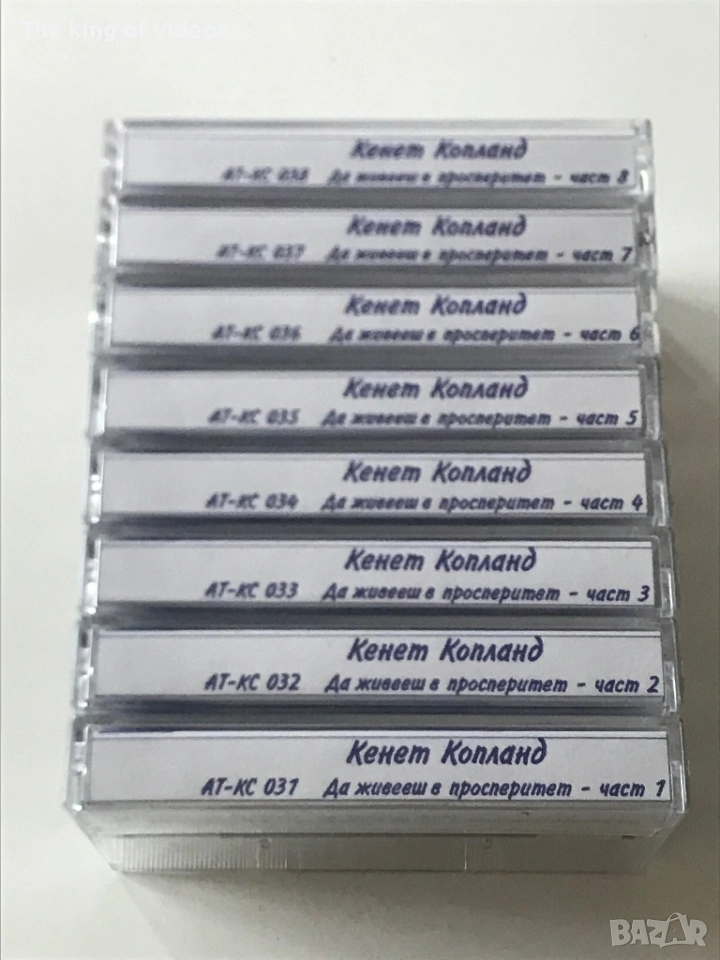 The king of videos
Кенет Копланд
АТ-КС 038 Да живееш в просперитет - част 8
Кенет Копланд
АТ-КС 037 Да живееш в просперитет - част 7
Кенет Копланд
АТ-КС 036 Да живееш в просперитет - част 6
Кенет Копланд
АТ-КС 035 Да живееш в просперитет - част 5
Кенет Копланд
АТ-КС 034 Да живееш в просперитет - част 4
Кенет Копланд
АТ-КС 033 Да живееш в просперитет - част 3
Кенет Копланд
АТ-КС 032 Да живееш в просперитет - част 2
Кенет Копланд
АТ-КС 031 Да живееш в просперитет - част 1
BAZAR